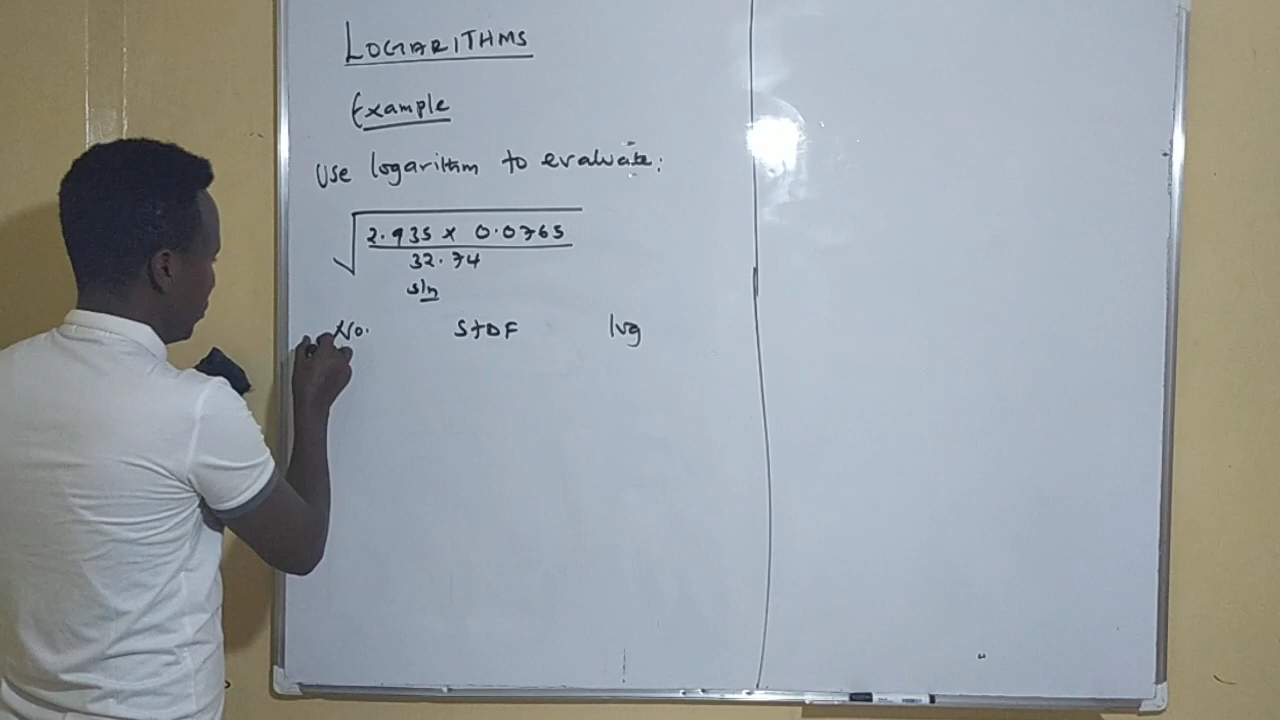 LOGARITHMS
Example
Use logarithm to evaluate:
√
2.935 x 0.0765
32.74
sln
No. StDF log